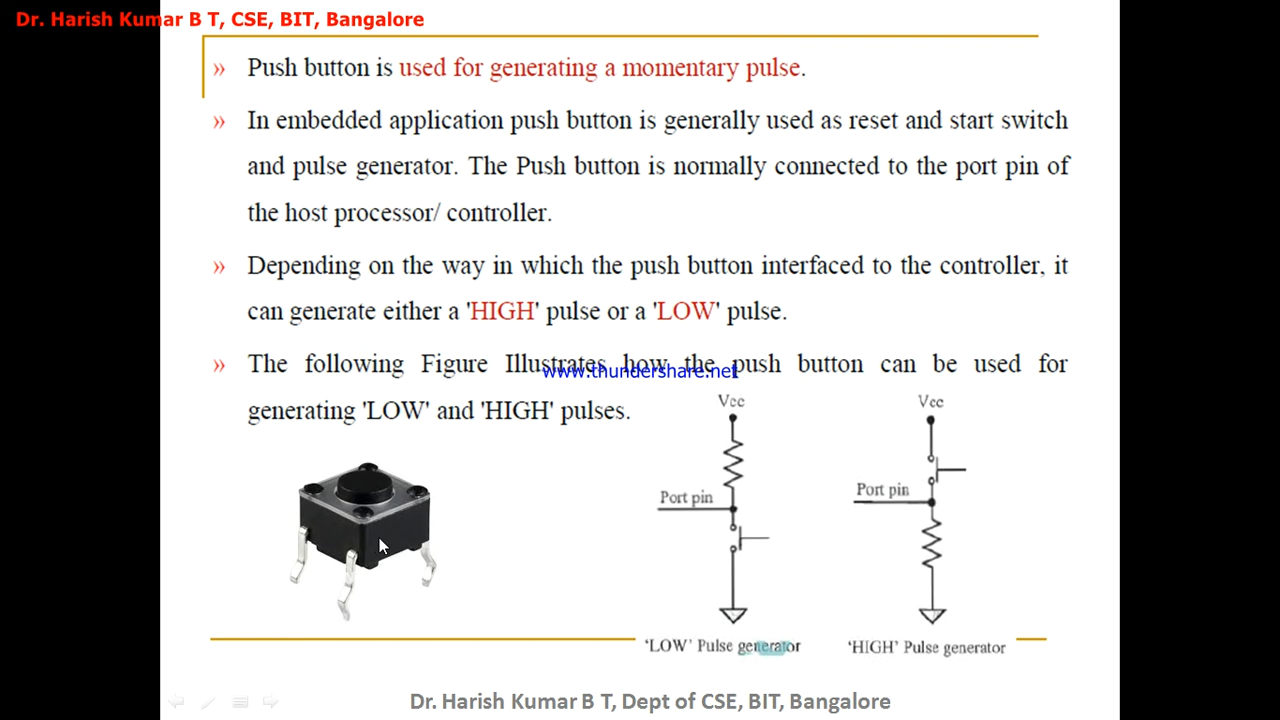 Dr. Harish Kumar B T, CSE, BIT, Bangalore
» Push button is used for generating a momentary pulse.
» In embedded application push button is generally used as reset and start switch
and pulse generator. The Push button is normally connected to the port pin of
the host processor/ controller.
» Depending on the way in which the push button interfaced to the controller, it
can generate either a 'HIGH' pulse or a 'LOW' pulse.
» The following Figure Illustrates how the push button can be used for
www.thundershare.net
generating 'LOW' and 'HIGH' pulses.
Vcc
Port pin
'LOW' Pulse generator
Vcc
Port pin
'HIGH' Pulse generator
Dr. Harish Kumar B T, Dept of CSE, BIT, Bangalore